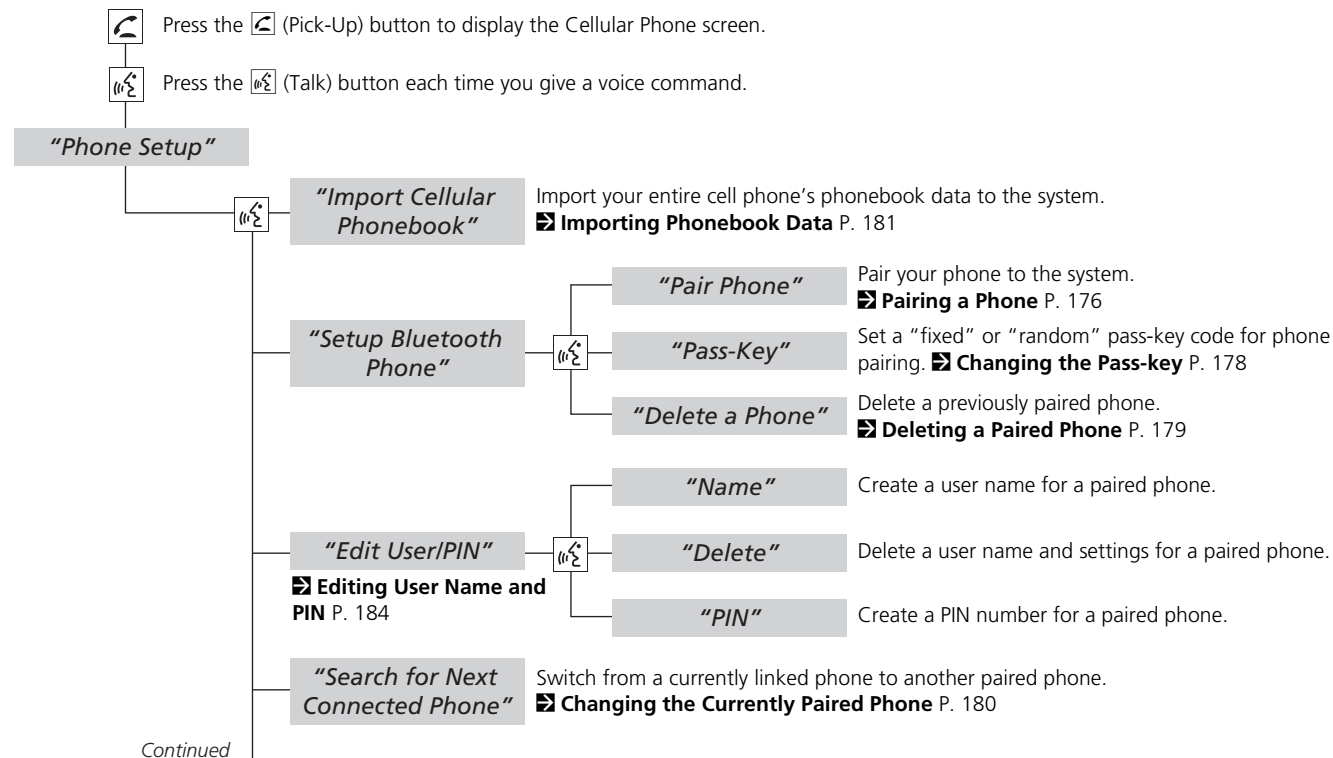 Press the (Pick-Up) button to display the Cellular Phone screen.
Press the (Talk) button each time you give a voice command.
“Phone Setup”
“Import Cellular
Phonebook”
Import your entire cell phone’s phonebook data to the system.
Importing Phonebook Data P. 181
“Setup Bluetooth
Phone”
“Pair Phone”
Pair your phone to the system.
Pairing a Phone P. 176
“Pass-Key”
Set a “fixed” or “random” pass-key code for phone
pairing. Changing the Pass-key P. 178
“Delete a Phone”
Delete a previously paired phone.
Deleting a Paired Phone P. 179
“Edit User/PIN”
Editing User Name and
PIN P. 184
“Name”
Create a user name for a paired phone.
“Delete”
Delete a user name and settings for a paired phone.
“PIN”
Create a PIN number for a paired phone.
“Search for Next
Connected Phone”
Switch from a currently linked phone to another paired phone.
Changing the Currently Paired Phone P. 180
Continued